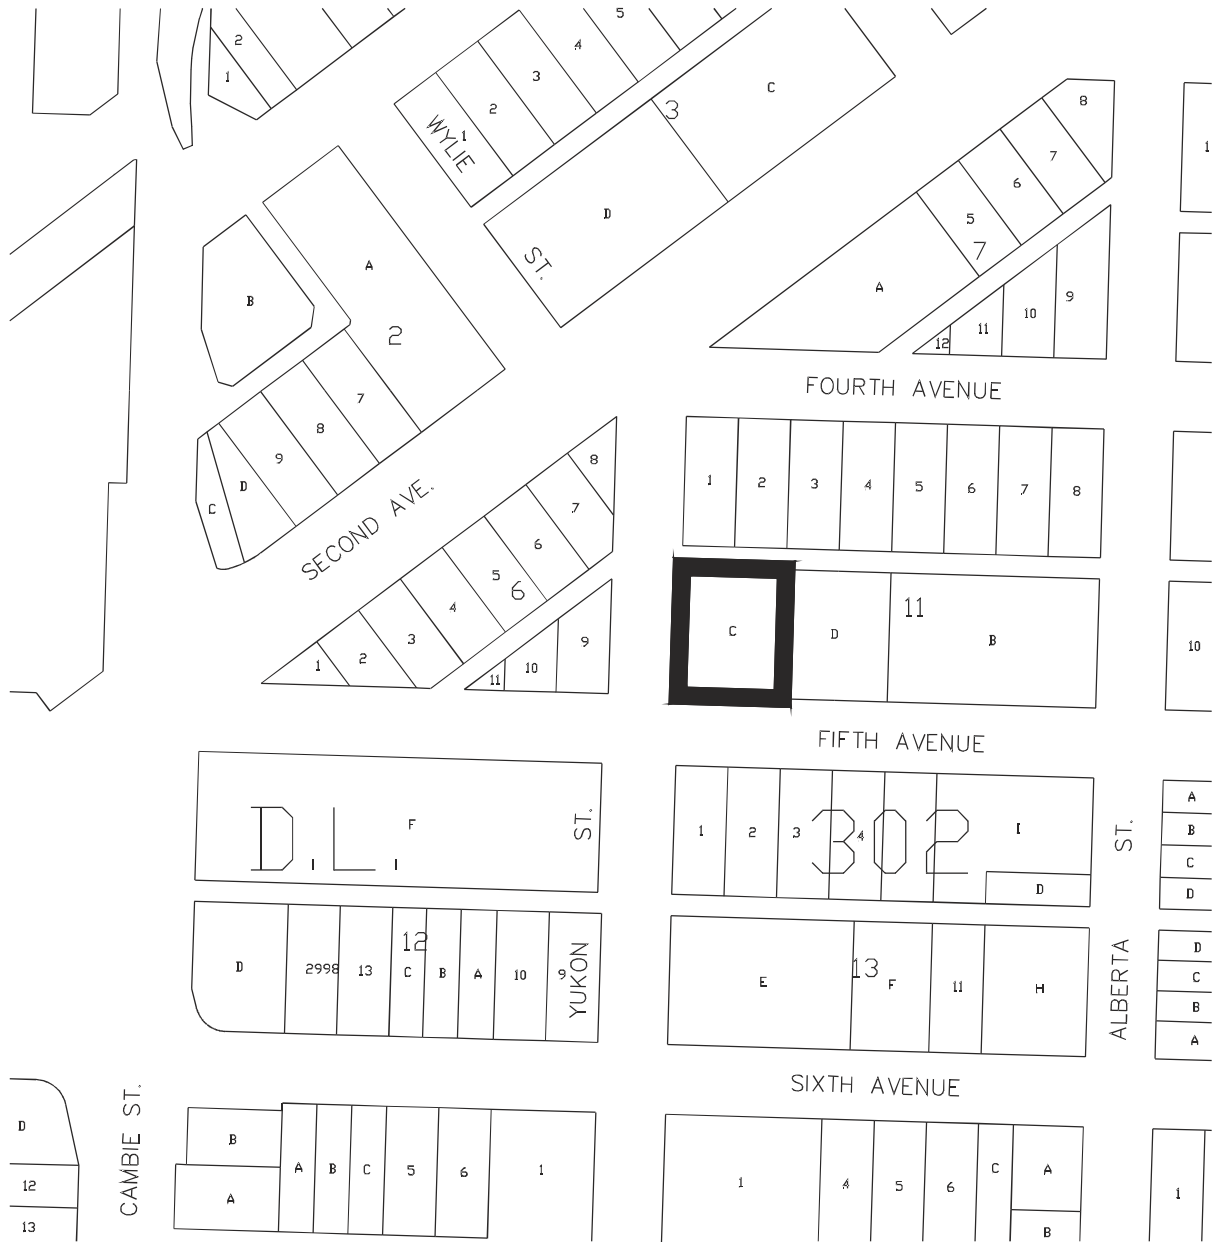 5
2
4
1
3
C
2
8
3
WYLIE
1
7
1
6
D
5
7
ST.
A
A
B
9
10
11
2
12
FOURTH AVENUE
7
8
9
8
D
1
2
3
4
5
6
7
8
C
SECOND AVE.
7
6
5
6
4
11
C
D
B
3
9
10
2
1
10
11
FIFTH AVENUE
A
D.L. 302
F
ST.
1
2
3
4
I
ST.
B
C
D
D
12
D
2998
13
C
B
A
10
9
YUKON
13
E
F
11
H
ALBERTA
D
C
B
A
SIXTH AVENUE
CAMBIE ST.
D
B
12
A
A
B
C
5
6
1
1
4
5
6
C
A
1
13
B